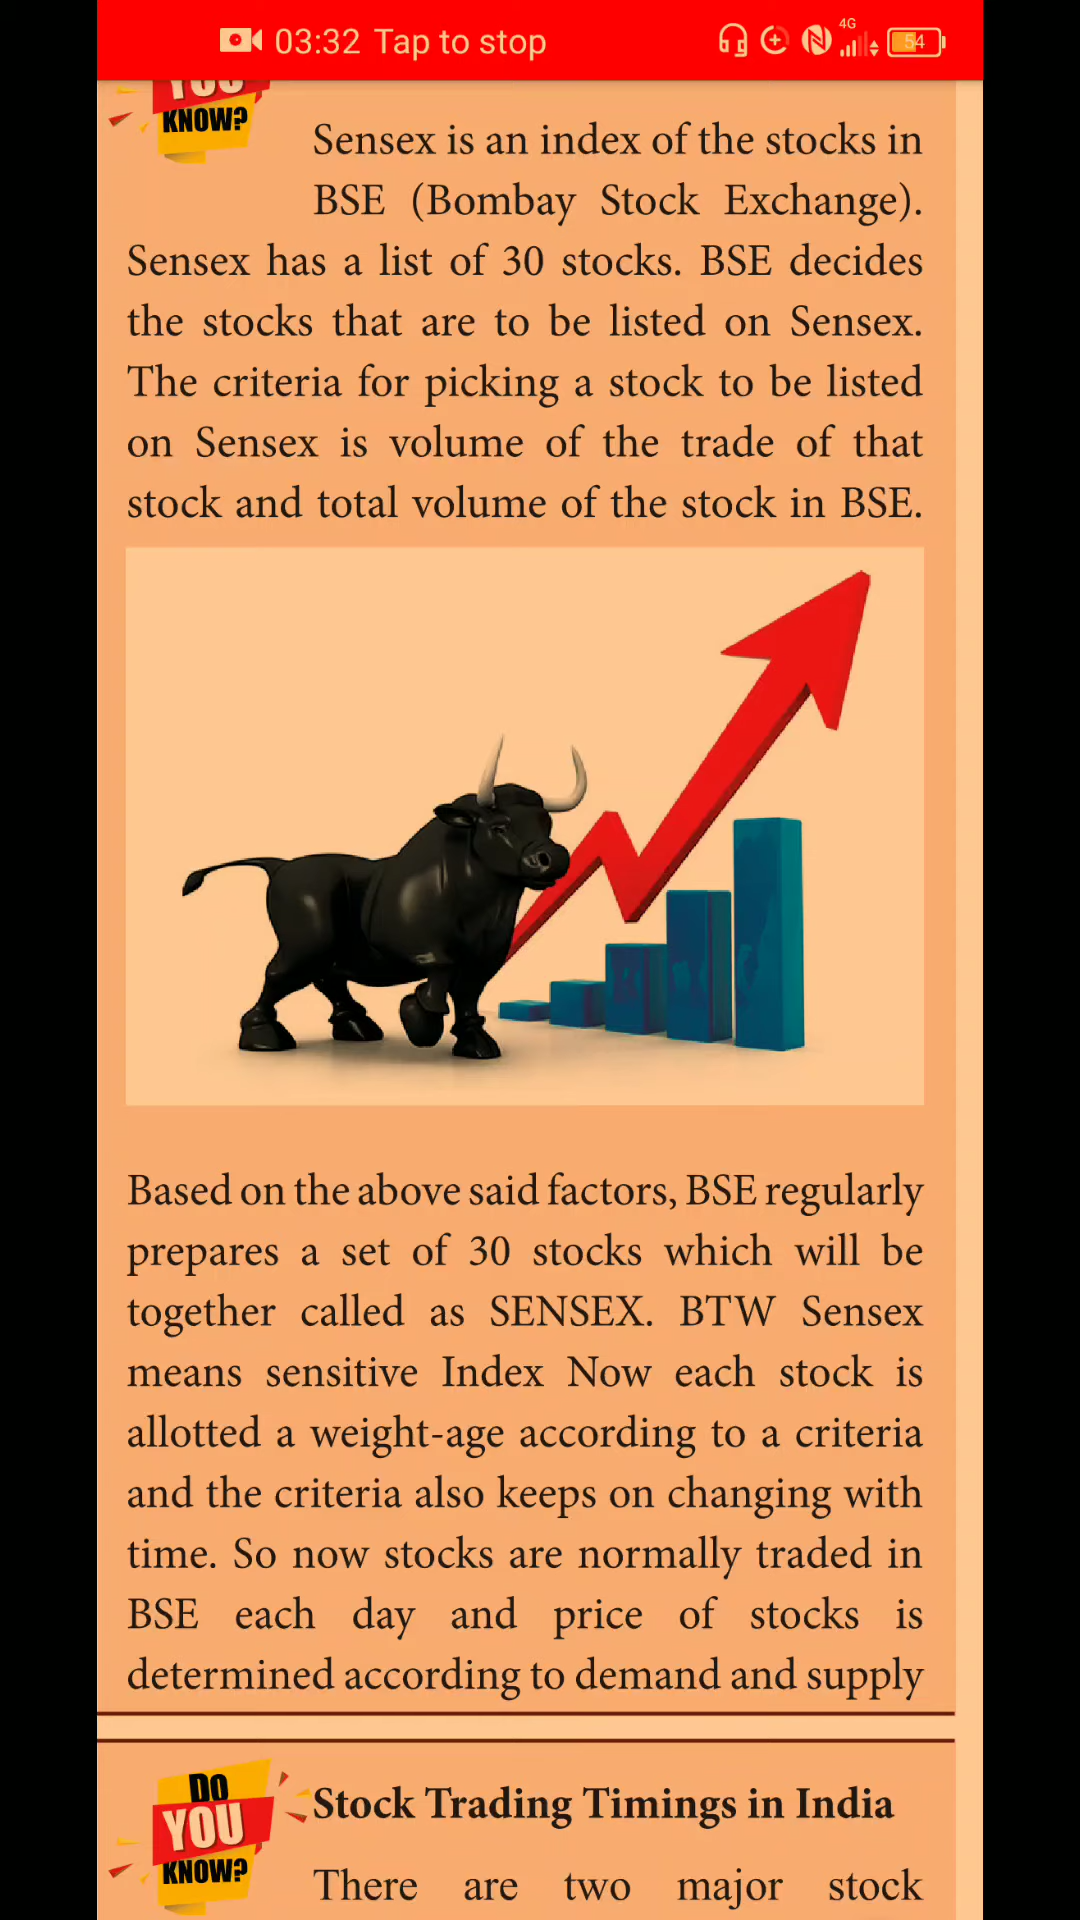 03:32 Tap to stop
4G
54
YOU
KNOW?
Sensex is an index of the stocks in
BSE (Bombay Stock Exchange).
Sensex has a list of 30 stocks. BSE decides
the stocks that are to be listed on Sensex.
The criteria for picking a stock to be listed
on Sensex is volume of the trade of that
stock and total volume of the stock in BSE.
Based on the above said factors, BSE regularly
prepares a set of 30 stocks which will be
together called as SENSEX. BTW Sensex
means sensitive Index Now each stock is
allotted a weight-age according to a criteria
and the criteria also keeps on changing with
time. So now stocks are normally traded in
BSE each day and price of stocks is
determined according to demand and supply
DO
YOU
KNOW?
Stock Trading Timings in India
There are two major stock